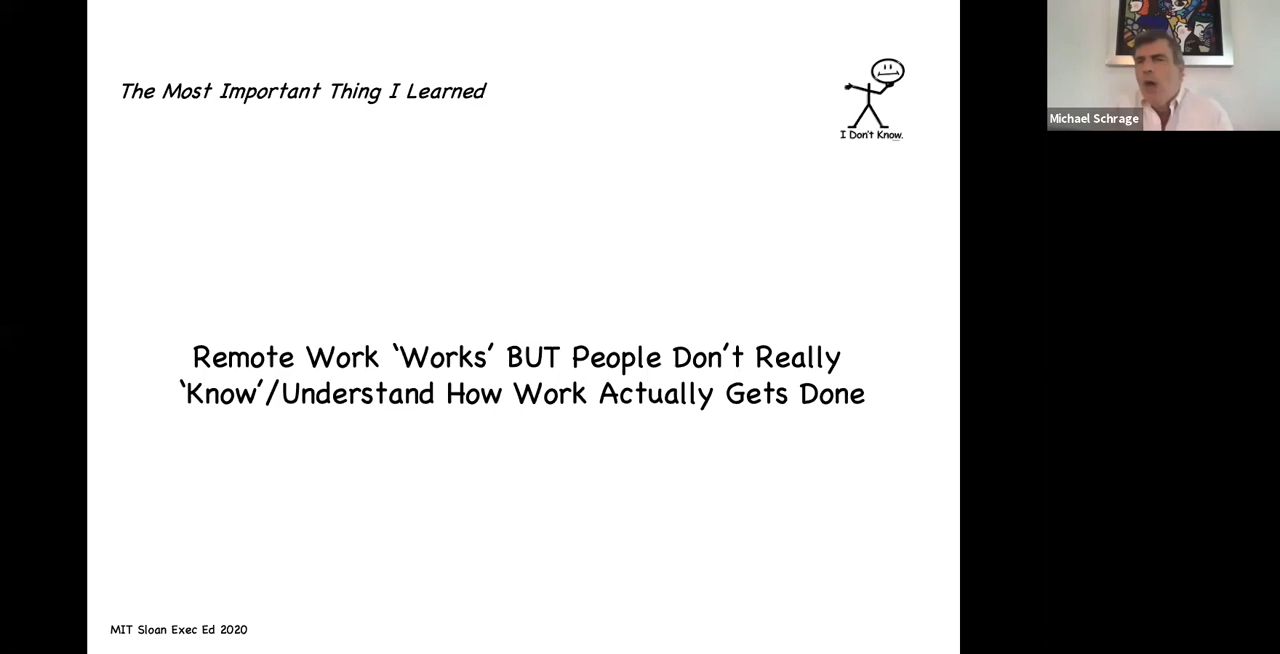 The Most Important Thing I Learned
I Don't Know.
Michael Schrage
Remote Work ‘Works’ BUT People Don’t Really
‘Know’/Understand How Work Actually Gets Done
MIT Sloan Exec Ed 2020